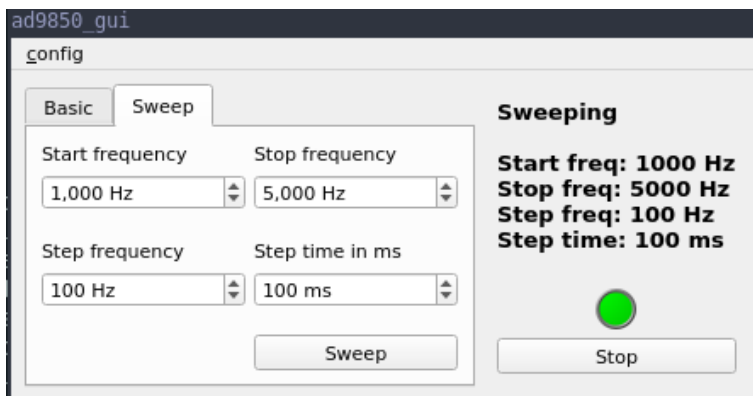 ad9850_gui
config
Basic Sweep
Start frequency Stop frequency
1,000 Hz 5,000 Hz
Step frequency Step time in ms
100 Hz 100 ms
Sweep
Sweeping
Start freq: 1000 Hz
Stop freq: 5000 Hz
Step freq: 100 Hz
Step time: 100 ms
Stop